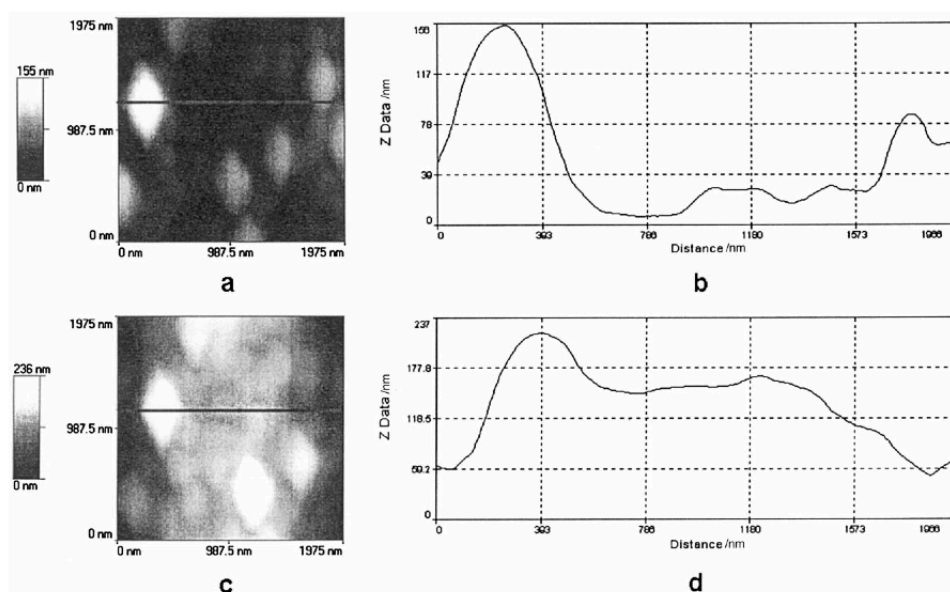 1975 nm
155 nm
987.5 nm
0 nm
0 nm
0 nm
987.5 nm
1975 nm
a
Z Data /nm
155
117
78
39
0
0
393
786
1180
1573
1966
Distance /nm
b
1975 nm
236 nm
987.5 nm
0 nm
0 nm
0 nm
987.5 nm
1975 nm
c
Z Data /nm
237
177.8
118.5
59.2
0
0
393
786
1180
1573
1966
Distance /nm
d